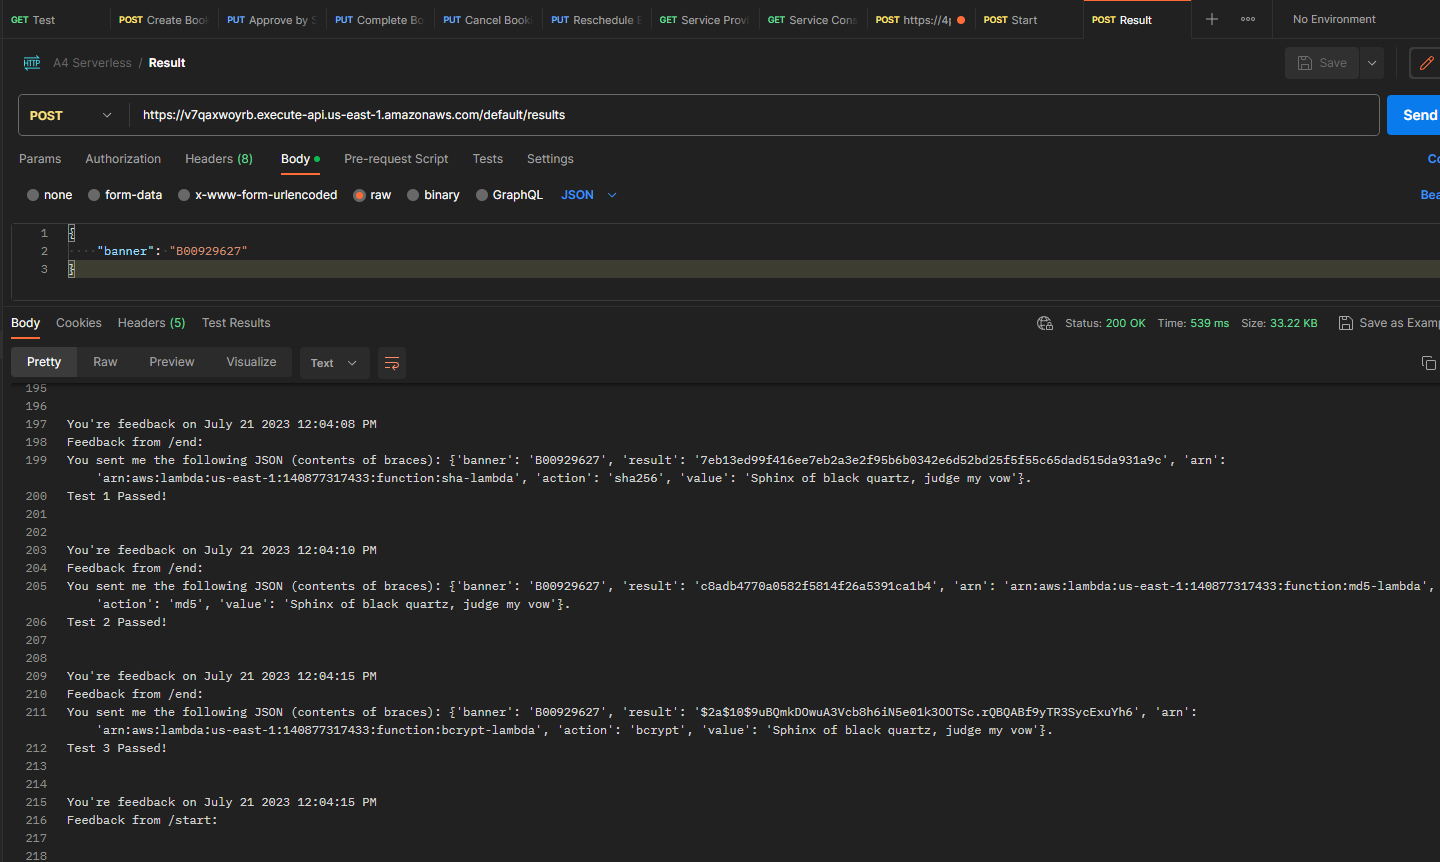 GET Test
POST Create Boo
PUT Approve by S
PUT Complete Bo
PUT Cancel Book
PUT Reschedule
GET Service Provi
GET Service Cons
POST https://4
POST Start
POST Result
No Environment
HTTP A4 Serverless / Result
Save
POST https://v7qaxwoyrb.execute-api.us-east-1.amazonaws.com/default/results
Send
Params Authorization Headers (8) Body Pre-request Script Tests Settings
Co
none form-data x-www-form-urlencoded raw binary GraphQL JSON
Bea
1 {
2 "banner": "B00929627"
3 }
Body Cookies Headers (5) Test Results
Status: 200 OK Time: 539 ms Size: 33.22 KB Save as Examp
Pretty Raw Preview Visualize Text
195
196
197 You're feedback on July 21 2023 12:04:08 PM
198 Feedback from /end:
199 You sent me the following JSON (contents of braces): {'banner': 'B00929627', 'result': '7eb13ed99f416ee7eb2a3e2f95b6b0342e6d52bd25f5f55c65dad515da931a9c', 'arn':
'arn:aws:lambda:us-east-1:140877317433:function:sha-lambda', 'action': 'sha256', 'value': 'Sphinx of black quartz, judge my vow'}.
200 Test 1 Passed!
201
202
203 You're feedback on July 21 2023 12:04:10 PM
204 Feedback from /end:
205 You sent me the following JSON (contents of braces): {'banner': 'B00929627', 'result': 'c8adb4770a0582f5814f26a5391ca1b4', 'arn': 'arn:aws:lambda:us-east-1:140877317433:function:md5-lambda',
'action': 'md5', 'value': 'Sphinx of black quartz, judge my vow'}.
206 Test 2 Passed!
207
208
209 You're feedback on July 21 2023 12:04:15 PM
210 Feedback from /end:
211 You sent me the following JSON (contents of braces): {'banner': 'B00929627', 'result': '$2a$10$9uBQmkDOwuA3Vcb8h6iN5e01k3OOTSc.rQBQABf9yTR3SycExuYh6', 'arn':
'arn:aws:lambda:us-east-1:140877317433:function:bcrypt-lambda', 'action': 'bcrypt', 'value': 'Sphinx of black quartz, judge my vow'}.
212 Test 3 Passed!
213
214
215 You're feedback on July 21 2023 12:04:15 PM
216 Feedback from /start:
217
218